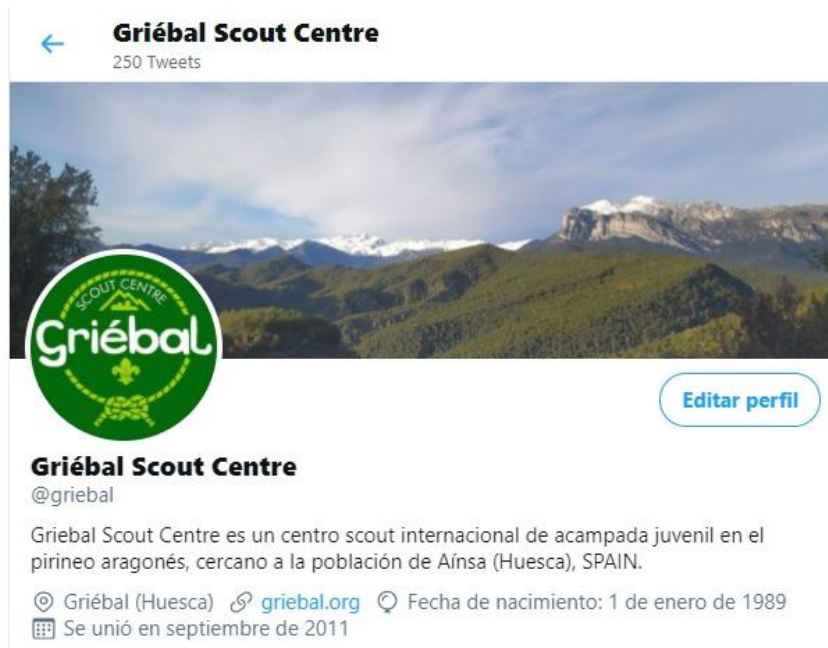 Griébal Scout Centre
250 Tweets
SCOUT CENTRE
Griébal
Editar perfil
Griébal Scout Centre
@griebal
Griebal Scout Centre es un centro scout internacional de acampada juvenil en el
pirineo aragonés, cercano a la población de Aínsa (Huesca), SPAIN.
Griébal (Huesca) griebal.org Fecha de nacimiento: 1 de enero de 1989
Se unió en septiembre de 2011